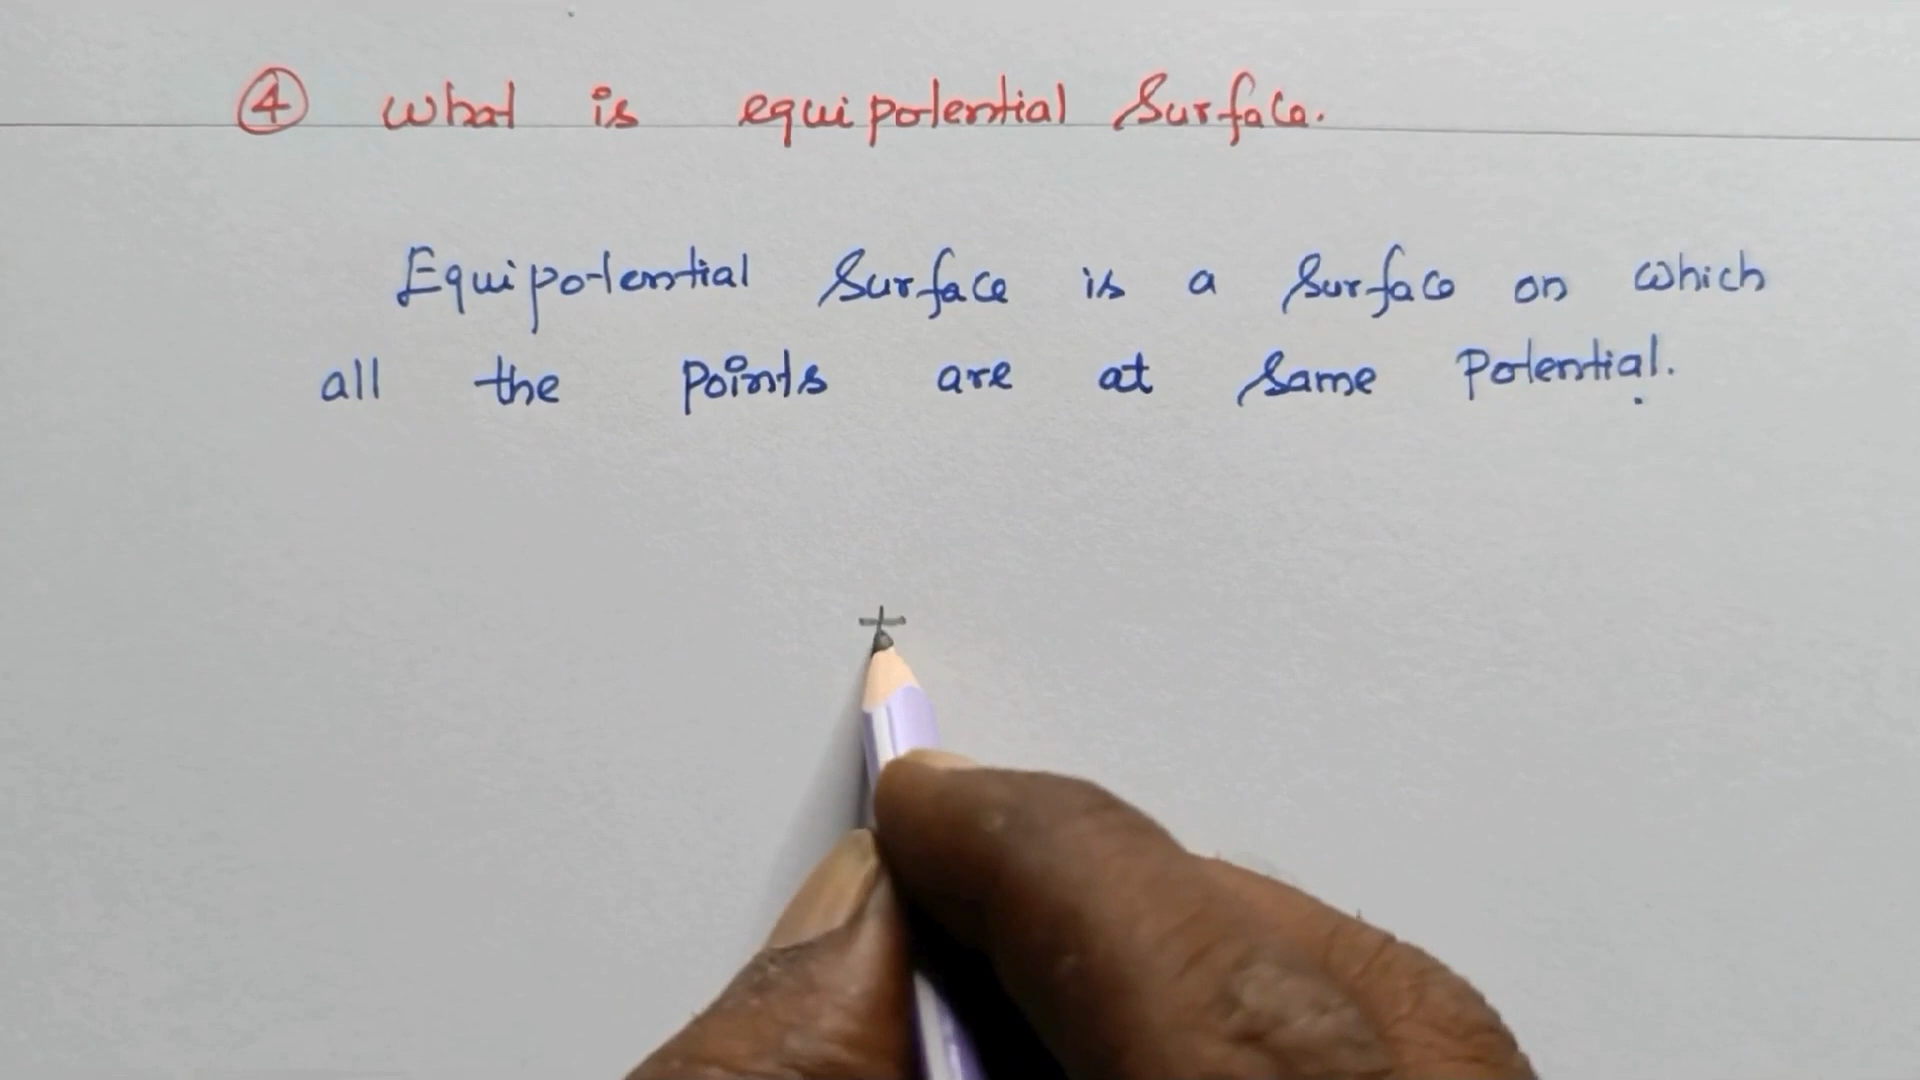 ④ What is equipotential Surface.
Equipotential Surface is a Surface on which
all the points are at same Potential.
+